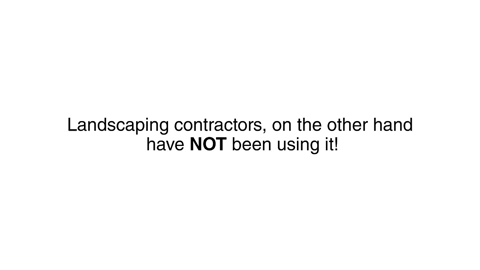 Landscaping contractors, on the other hand
have NOT been using it!